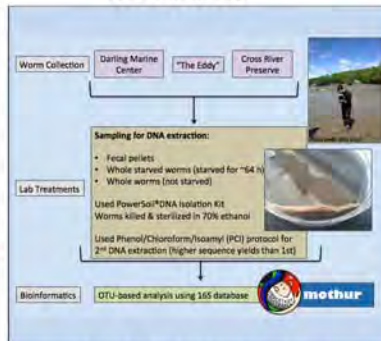 Worm Collection
Darling Marine
Center
"The Eddy"
Cross River
Preserve
Lab Treatments
Sampling for DNA extraction:
• Fecal pellets
• Whole starved worms (starved for ~64 h)
• Whole worms (not starved)
Used PowerSoil®DNA Isolation Kit
Worms killed & sterilized in 70% ethanol
Used Phenol/Chloroform/Isoamyl (PCI) protocol for
2nd DNA extraction (higher sequence yields than 1st)
Bioinformatics
OTU-based analysis using 16S database
mothur